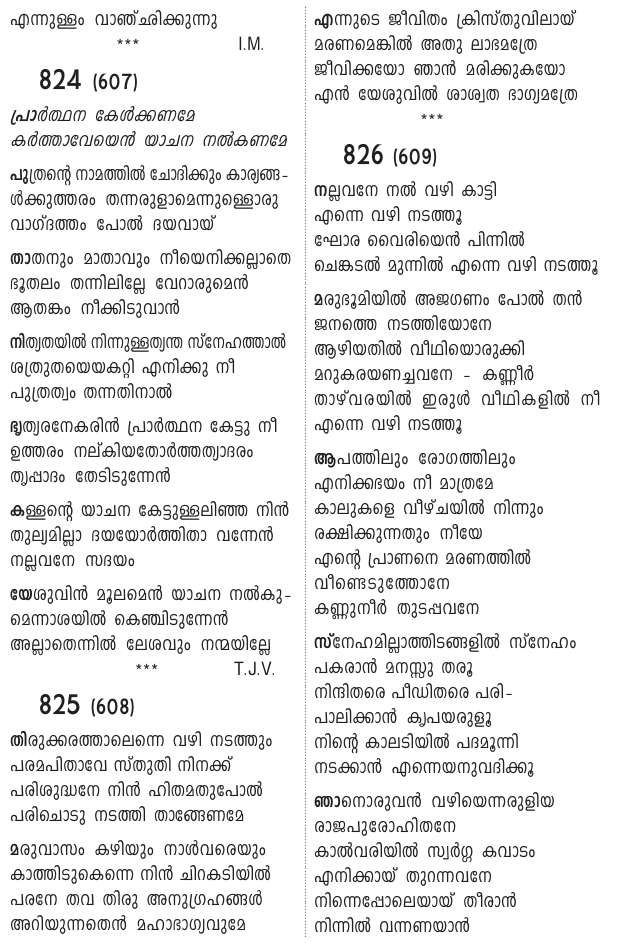 എന്നുള്ളം വാഞ്ഛിക്കുന്നു
*** I.M.
824 (607)
പ്രാർത്ഥന കേൾക്കണമേ
കർത്താവേയെൻ യാചന നൽകണമേ
പുത്രന്റെ നാമത്തിൽ ചോദിക്കും കാര്യങ്ങ-
ൾക്കുത്തരം തന്നരുളാമെന്നുള്ളൊരു
വാഗ്ദത്തം പോൽ ദയവായ്
താതനും മാതാവും നീയെനിക്കല്ലാതെ
ഭൂതലം തന്നിലില്ലേ വേറാരുമെൻ
ആതങ്കം നീക്കിടുവാൻ
നിത്യതയിൽ നിന്നുള്ളത്യന്ത സ്നേഹത്താൽ
ശത്രുതയെയകറ്റി എനിക്കു നീ
പുത്രത്വം തന്നതിനാൽ
ഭൃത്യരനേകരിൻ പ്രാർത്ഥന കേട്ടു നീ
ഉത്തരം നല്കിയതോർത്തത്യാദരം
തൃപ്പാദം തേടിടുന്നേൻ
കള്ളന്റെ യാചന കേട്ടുള്ളലിഞ്ഞ നിൻ
തുല്യമില്ലാ ദയയോർത്തിതാ വന്നേൻ
നല്ലവനേ സദയം
യേശുവിൻ മൂലമെൻ യാചന നൽകു-
മെന്നാശയിൽ കെഞ്ചിടുന്നേൻ
അല്ലാതെന്നിൽ ലേശവും നന്മയില്ലേ
*** T.J.V.
825 (608)
തിരുക്കരത്താലെന്നെ വഴി നടത്തും
പരമപിതാവേ സ്തുതി നിനക്ക്
പരിശുദ്ധനേ നിൻ ഹിതമതുപോൽ
പരിചൊടു നടത്തി താങ്ങേണമേ
മരുവാസം കഴിയും നാൾവരെയും
കാത്തിടുകെന്നെ നിൻ ചിറകടിയിൽ
പരനേ തവ തിരു അനുഗ്രഹങ്ങൾ
അറിയുന്നതെൻ മഹാഭാഗ്യവുമേ
എന്നുടെ ജീവിതം ക്രിസ്തുവിലായ്
മരണമെങ്കിൽ അതു ലാഭമത്രേ
ജീവിക്കയോ ഞാൻ മരിക്കുകയോ
എൻ യേശുവിൽ ശാശ്വത ഭാഗ്യമത്രേ
***
826 (609)
നല്ലവനേ നൽ വഴി കാട്ടി
എന്നെ വഴി നടത്തൂ
ഘോര വൈരിയെൻ പിന്നിൽ
ചെങ്കടൽ മുന്നിൽ എന്നെ വഴി നടത്തൂ
മരുഭൂമിയിൽ അജഗണം പോൽ തൻ
ജനത്തെ നടത്തിയോനേ
ആഴിയതിൽ വീഥിയൊരുക്കി
മറുകരയണച്ചവനേ - കണ്ണീർ
താഴ്‌വരയിൽ ഇരുൾ വീഥികളിൽ നീ
എന്നെ വഴി നടത്തൂ
ആപത്തിലും രോഗത്തിലും
എനിക്കഭയം നീ മാത്രമേ
കാലുകളെ വീഴ്ചയിൽ നിന്നും
രക്ഷിക്കുന്നതും നീയേ
എന്റെ പ്രാണനെ മരണത്തിൽ
വീണ്ടെടുത്തോനേ
കണ്ണുനീർ തുടപ്പവനേ
സ്നേഹമില്ലാത്തിടങ്ങളിൽ സ്നേഹം
പകരാൻ മനസ്സു തരൂ
നിന്ദിതരെ പീഡിതരെ പരി-
പാലിക്കാൻ കൃപയരുളൂ
നിന്റെ കാലടിയിൽ പദമൂന്നി
നടക്കാൻ എന്നെയനുവദിക്കൂ
ഞാനൊരുവൻ വഴിയെന്നരുളിയ
രാജപുരോഹിതനേ
കാൽവരിയിൽ സ്വർഗ്ഗ കവാടം
എനിക്കായ് തുറന്നവനേ
നിന്നെപ്പോലെയായ് തീരാൻ
നിന്നിൽ വന്നണയാൻ